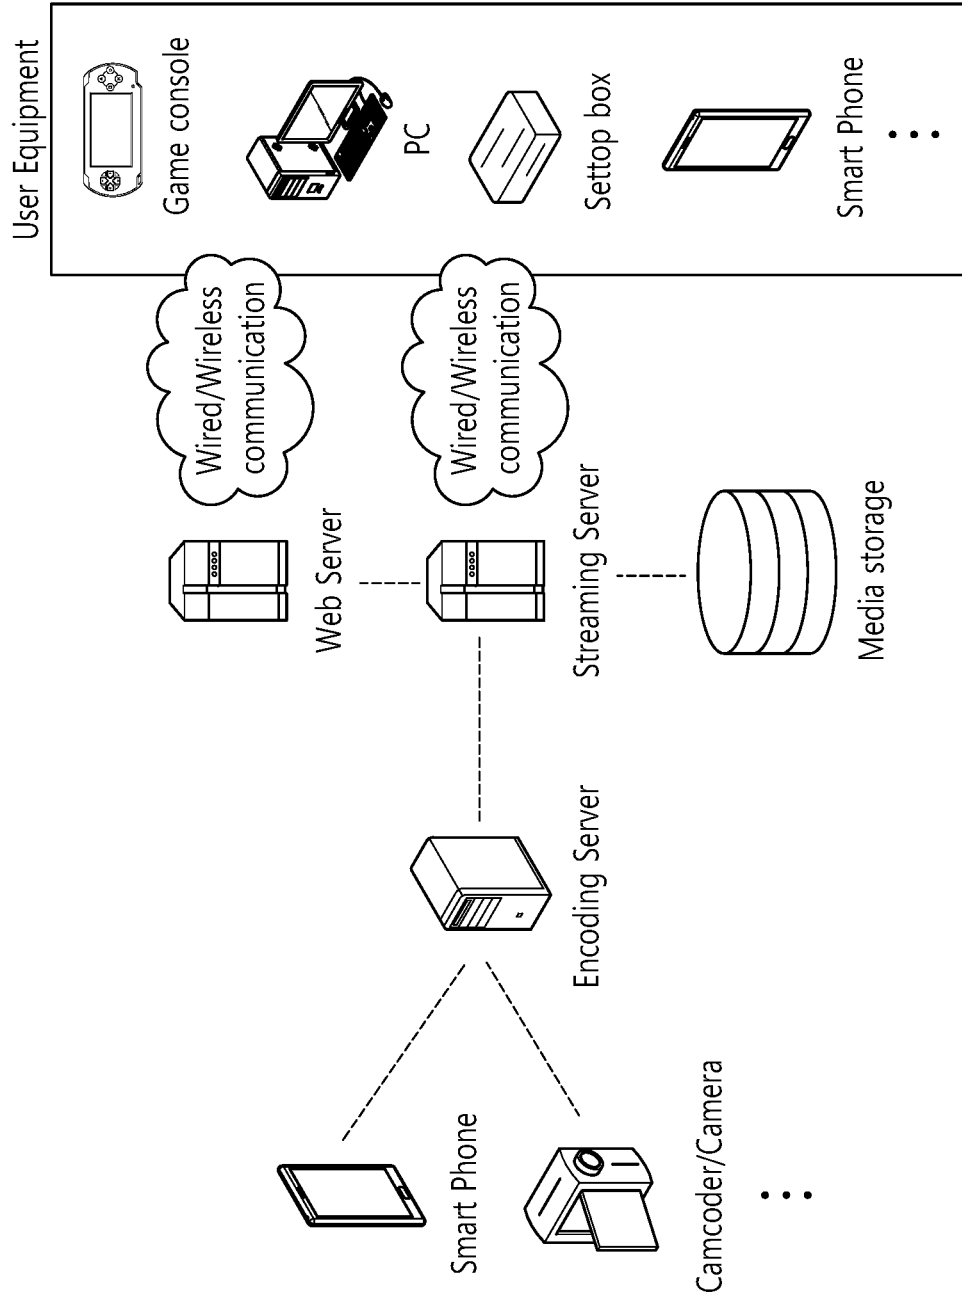 User Equipment
Game console
PC
Settop box
Smart Phone
Wired/Wireless
communication
Wired/Wireless
communication
Web Server
Streaming Server
Media storage
Encoding Server
Smart Phone
Camcoder/Camera